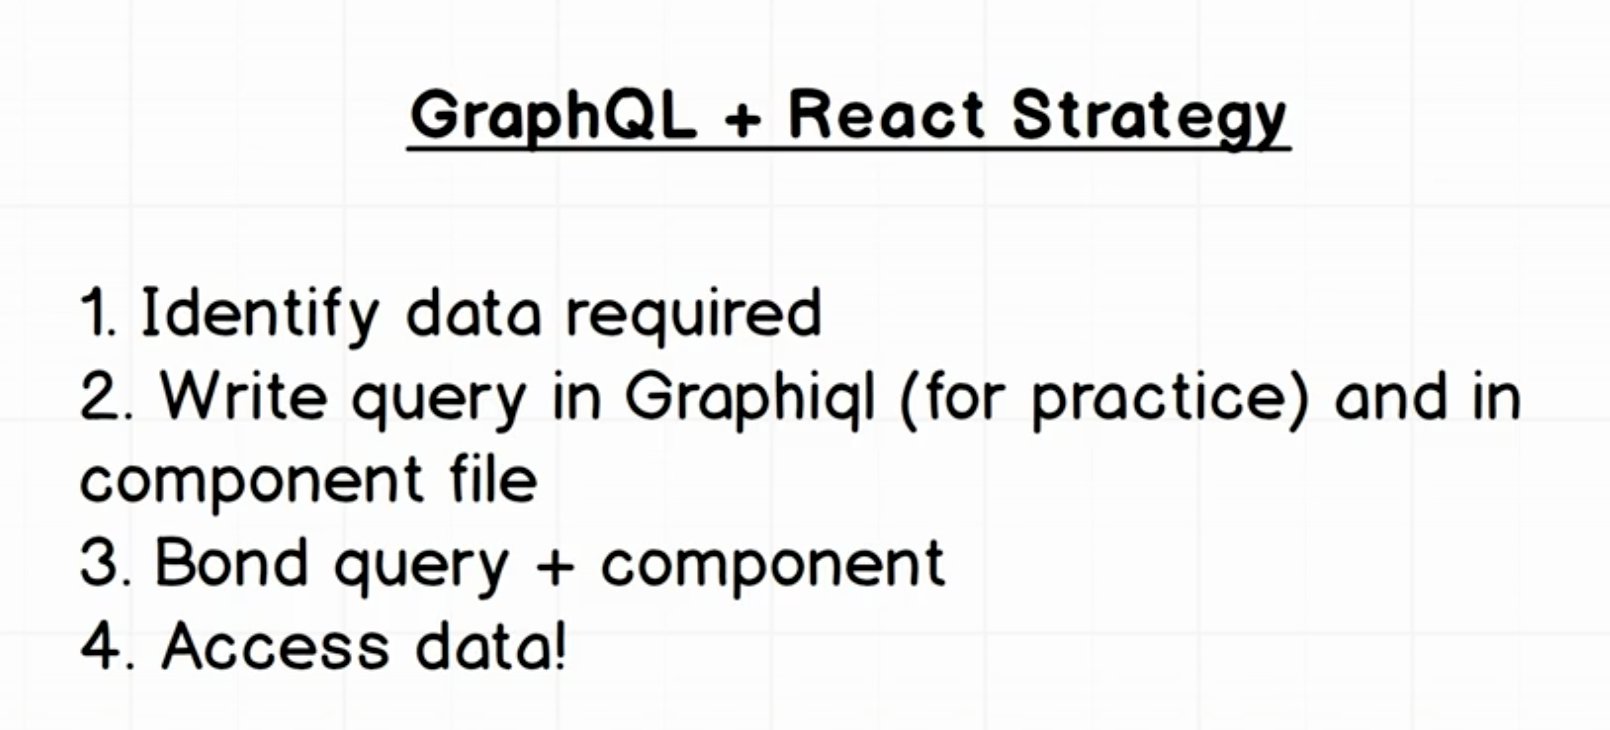 GraphQL + React Strategy
1. Identify data required
2. Write query in Graphiql (for practice) and in
component file
3. Bond query + component
4. Access data!